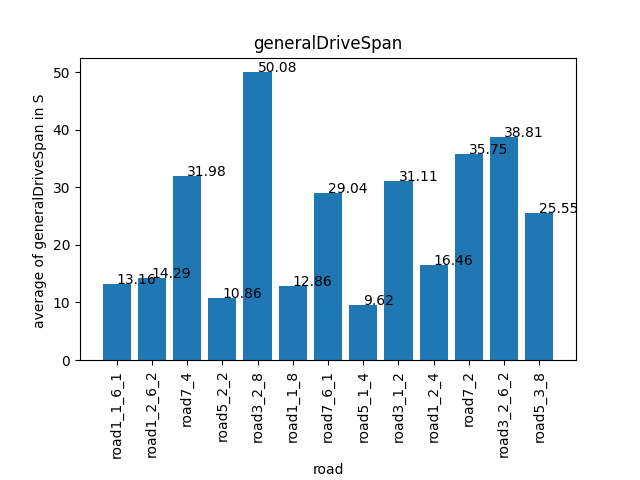 generalDriveSpan
average of generalDriveSpan in S
50
40
30
20
10
0
13.16
14.29
31.98
10.86
50.08
12.86
29.04
9.62
31.11
16.46
35.75
38.81
25.55
road1_1_6_1
road1_2_6_2
road7_4
road5_2_2
road3_2_8
road1_1_8
road7_6_1
road5_1_4
road3_1_2
road1_2_4
road7_2
road3_2_6_2
road5_3_8
road